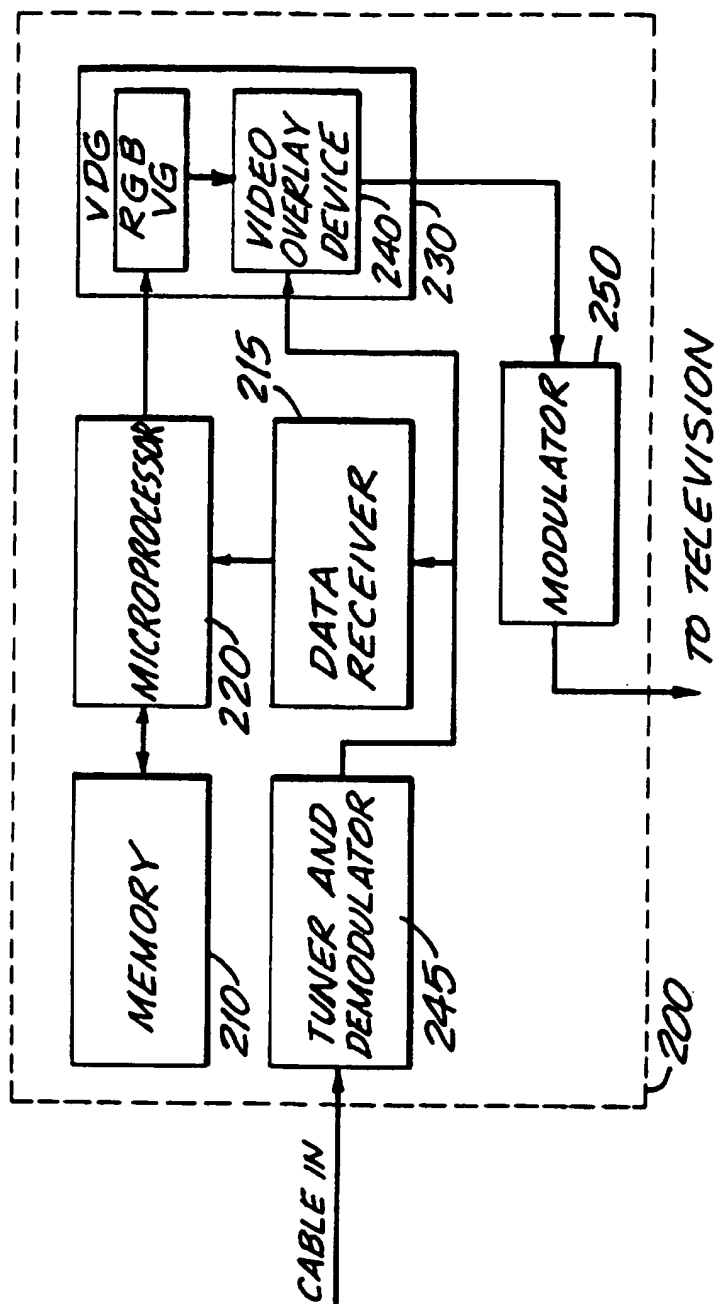 MEMORY
210
MICROPROCESSOR
220
VDG
RGB
VG
VIDEO
OVERLAY
DEVICE
240
230
TUNER AND
DEMODULATOR
245
DATA
RECEIVER
215
MODULATOR
250
CABLE IN
200
TO TELEVISION